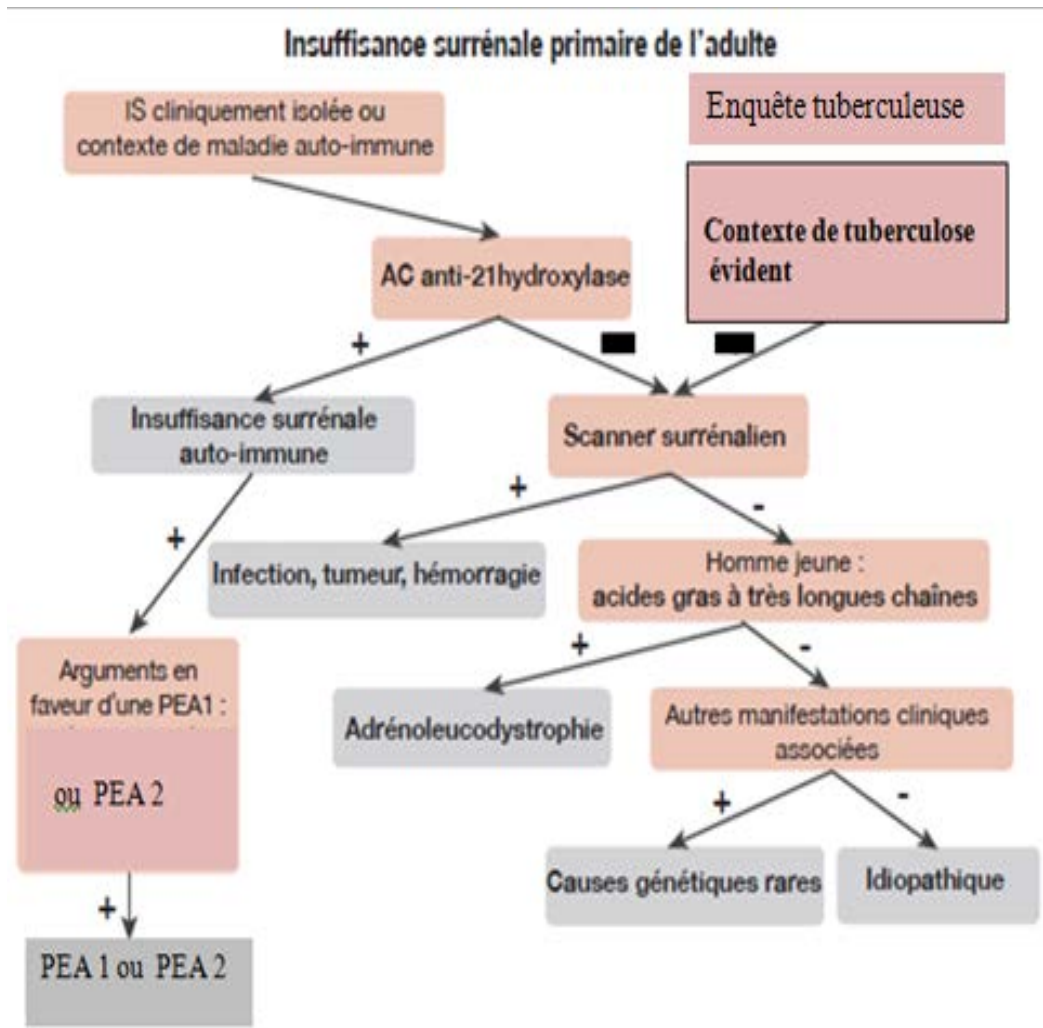 Insuffisance surrénale primaire de l'adulte
IS cliniquement isolée ou
contexte de maladie auto-immune
Enquête tuberculeuse
Contexte de tuberculose
évident
AC anti-21hydroxylase
+
Insuffisance surrénale
auto-immune
Scanner surrénalien
+
+
-
Infection, tumeur, hémorragie
Homme jeune :
acides gras à très longues chaînes
+
-
Arguments en
faveur d'une PEA1 :
ou PEA 2
Adrénoleucodystrophie
Autres manifestations cliniques
associées
+
-
Causes génétiques rares
Idiopathique
+
PEA 1 ou PEA 2